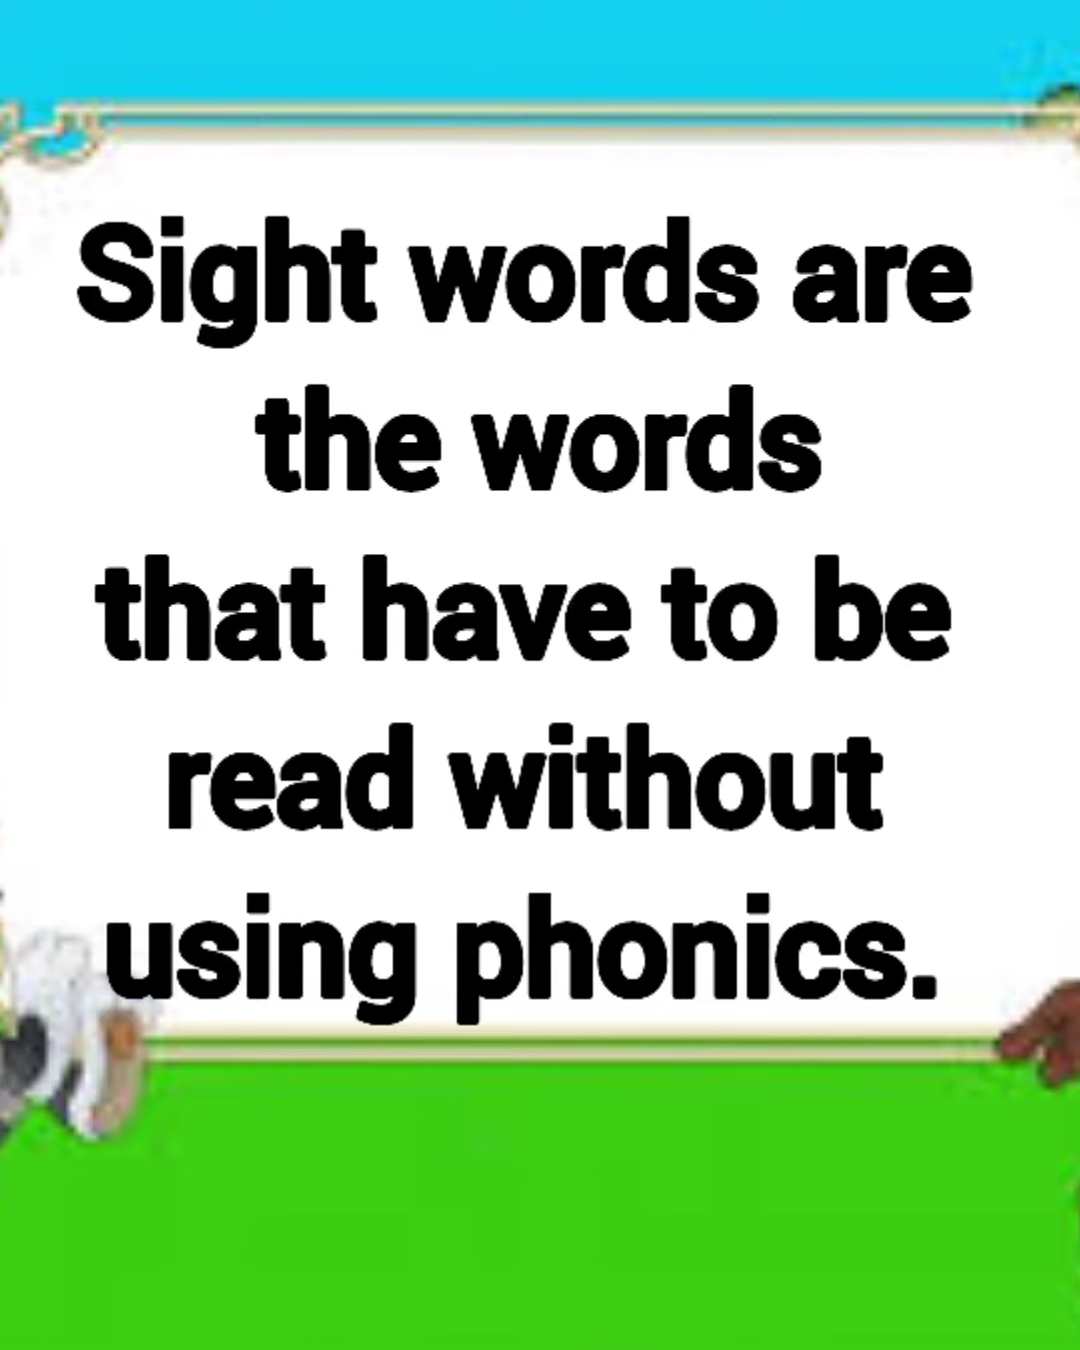 Sight words are
the words
that have to be
read without
using phonics.